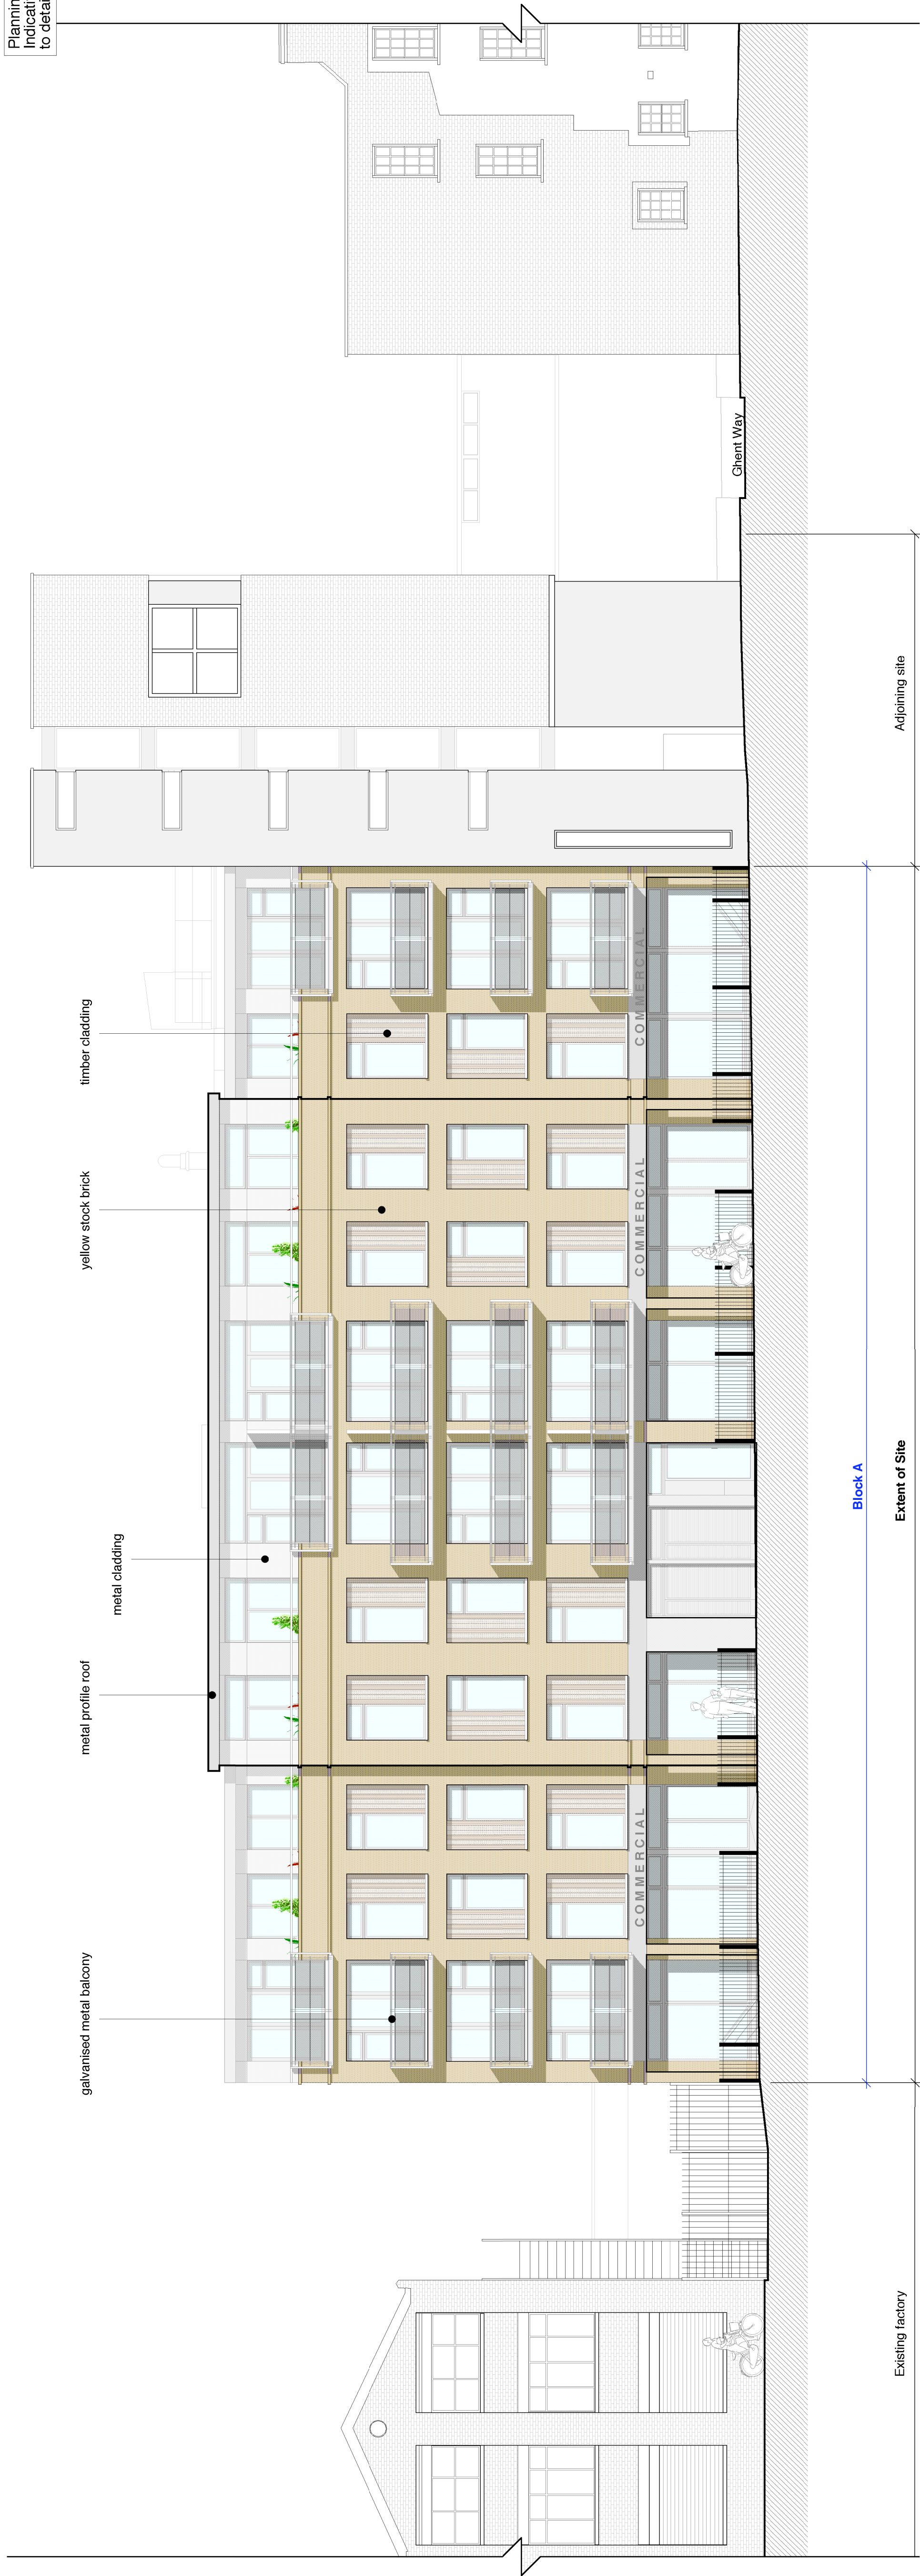 Plannin
Indicati
to detai
galvanised metal balcony
metal profile roof
metal cladding
yellow stock brick
timber cladding
COMMERCIAL
COMMERCIAL
COMMERCIAL
Ghent Way
Block A
Existing factory
Extent of Site
Adjoining site